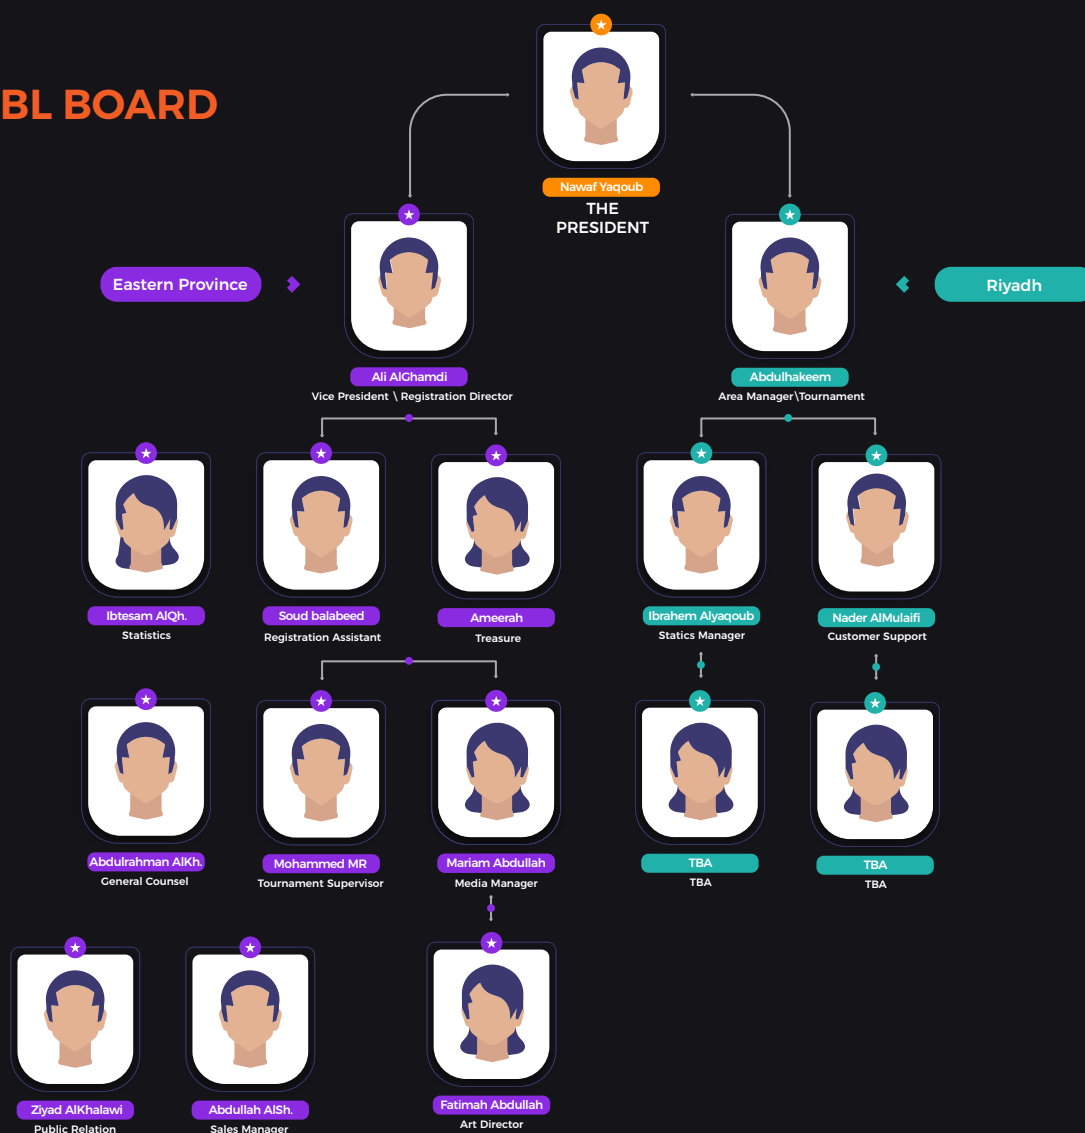 BL BOARD
Nawaf Yaqoub
THE
PRESIDENT
Eastern Province
Riyadh
Ali AlGhamdi
Vice President \ Registration Director
Abdulhakeem
Area Manager\Tournament
Ibtesam AlQh.
Statistics
Soud balabeed
Registration Assistant
Ameerah
Treasure
Ibrahem Alyaqoub
Statics Manager
Nader AlMulaifi
Customer Support
Abdulrahman AlKh.
General Counsel
Mohammed MR
Tournament Supervisor
Mariam Abdullah
Media Manager
TBA
TBA
TBA
TBA
Ziyad AlKhalawi
Public Relation
Abdullah AlSh.
Sales Manager
Fatimah Abdullah
Art Director